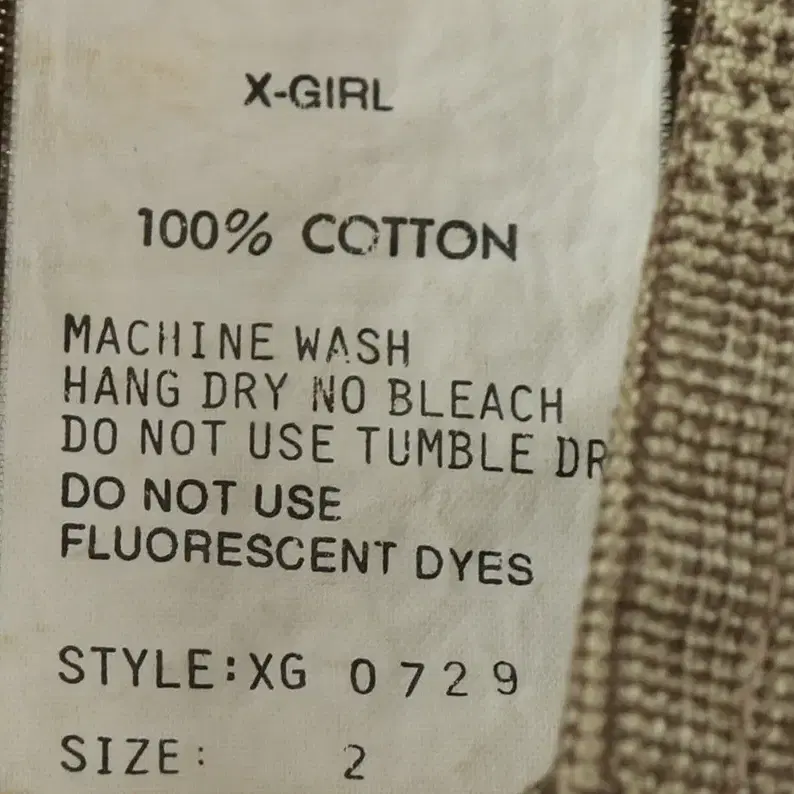 X-GIRL
100% COTTON
MACHINE WASH
HANG DRY NO BLEACH
DO NOT USE TUMBLE DR
DO NOT USE
FLUORESCENT DYES
STYLE:XG 0729
SIZE: 2